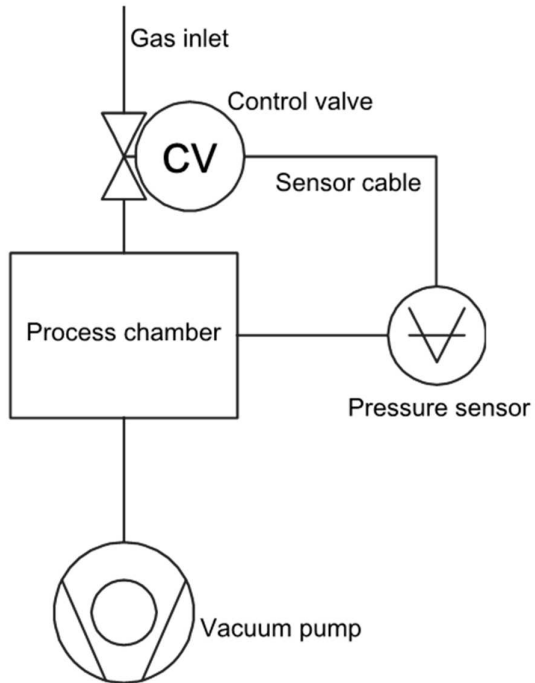 Gas inlet
Control valve
CV
Sensor cable
Process chamber
Pressure sensor
Vacuum pump